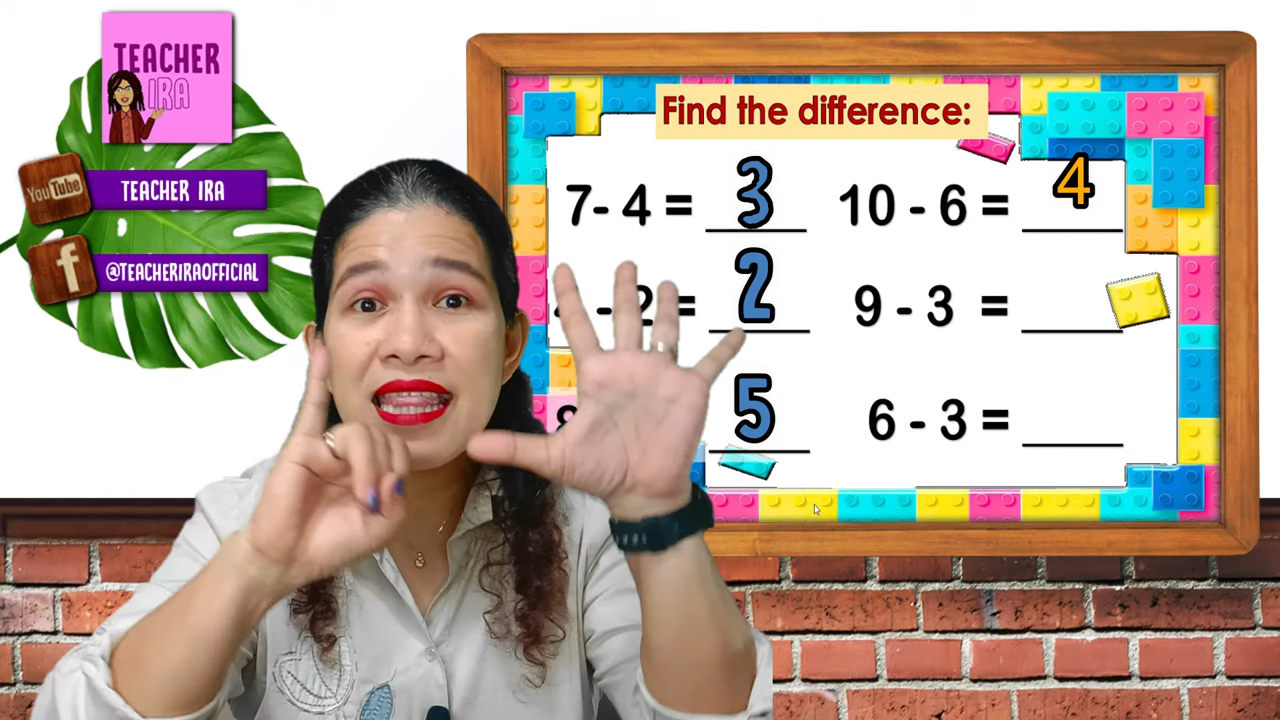 TEACHER
IRA
YouTube
TEACHER IRA
f
@TEACHERIRAOFFICIAL
Find the difference:
7- 4 = 3
10 - 6 = 4
- 2 = 2
9 - 3 =
5
6 - 3 =